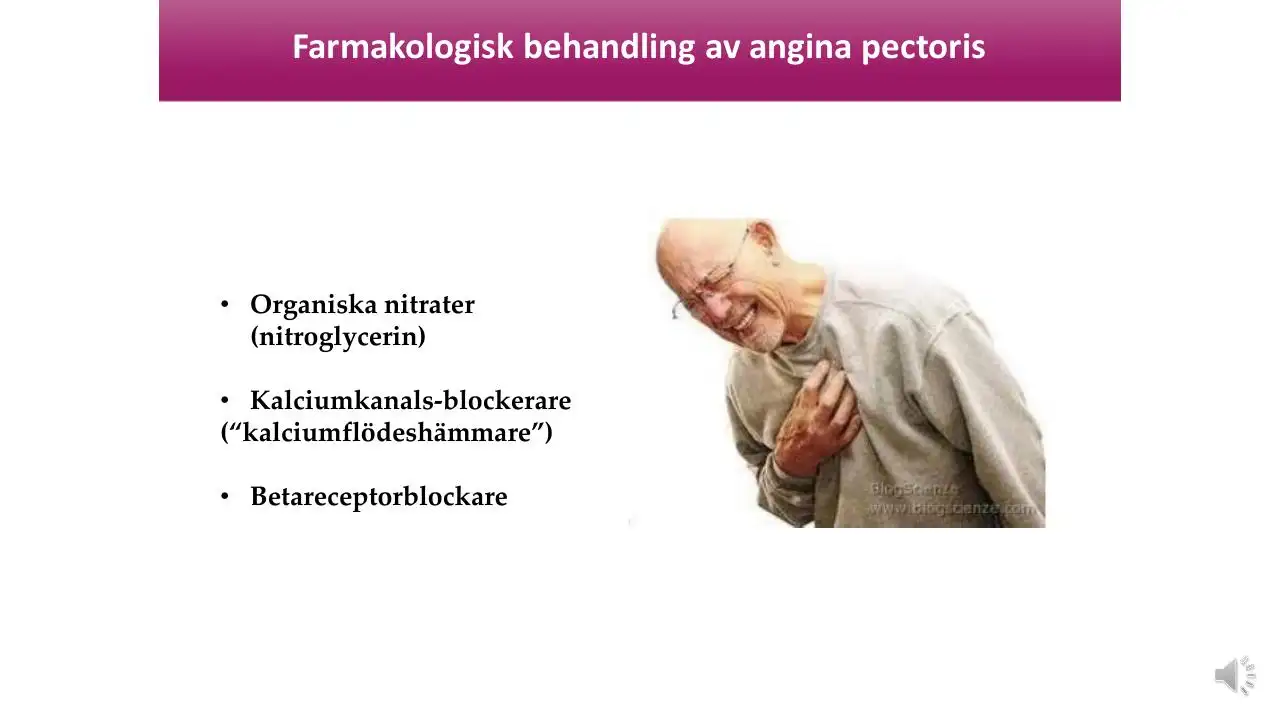 Farmakologisk behandling av angina pectoris
• Organiska nitrater
(nitroglycerin)
• Kalciumkanals-blockerare
(“kalciumflödeshämmare”)
• Betareceptorblockare
BlogScienze
www.blogscienze.com